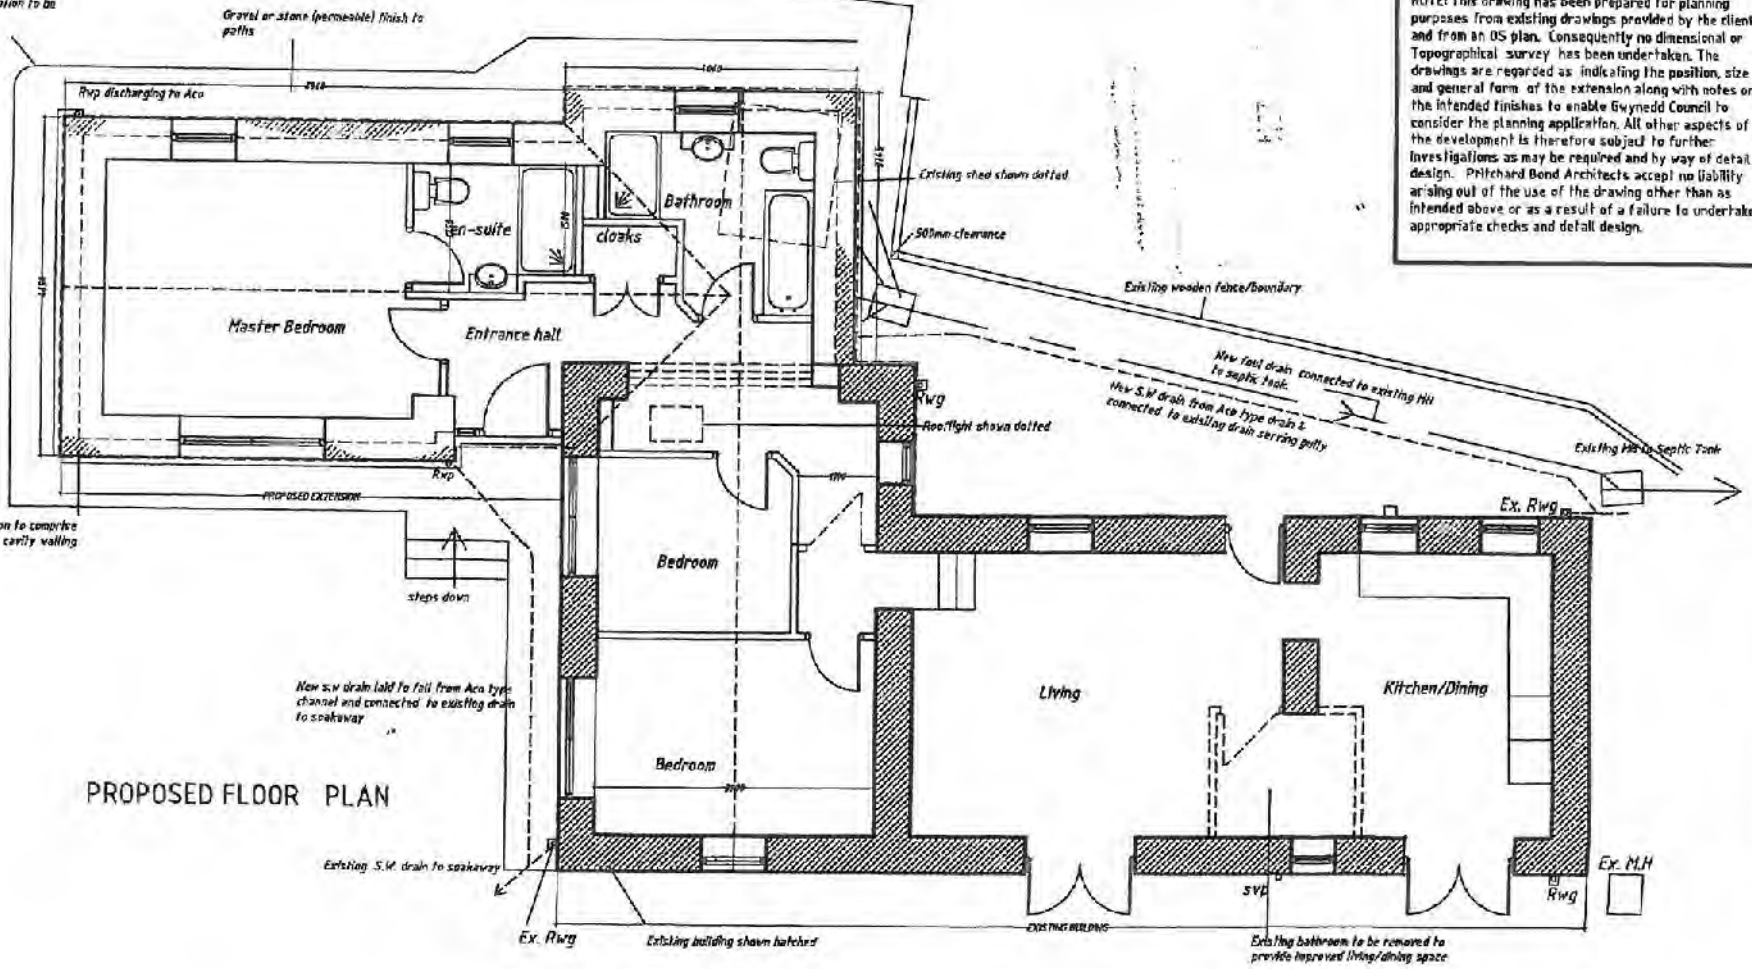 Gravel or stone (permeable) finish to
paths
Rwp discharging to Aco
NOTE: This drawing has been prepared for planning
purposes from existing drawings provided by the client
and from an OS plan. Consequently no dimensional or
Topographical survey has been undertaken. The
drawings are regarded as indicating the position, size
and general form of the extension along with notes on
the intended finishes to enable Gwynedd Council to
consider the planning application. All other aspects of
the development is therefore subject to further
investigations as may be required and by way of detail
design. Pritchard Bond Architects accept no liability
arising out of the use of the drawing other than as
intended above or as a result of a failure to undertake
appropriate checks and detail design.
Existing shed shown dotted
Bathroom
en-suite
cloaks
500mm clearance
Existing wooden fence/boundary
Master Bedroom
Entrance hall
New foul drain connected to existing MH
to septic tank
New S.W drain from Aco type drain &
connected to existing drain serving gully
Rwg
Rooflight shown dotted
Existing MH to Septic Tank
Rwp
PROPOSED EXTENSION
Ex. Rwg
on to comprise
cavity walling
Bedroom
steps down
New s.w drain laid to fall from Aco type
channel and connected to existing drain
to soakaway
Living
Kitchen/Dining
Bedroom
PROPOSED FLOOR PLAN
Existing S.W. drain to soakaway
Ex. M.H
svp
Rwg
Ex. Rwg
Existing building shown hatched
EXISTING BUILDING
Existing bathroom to be removed to
provide improved living/dining space